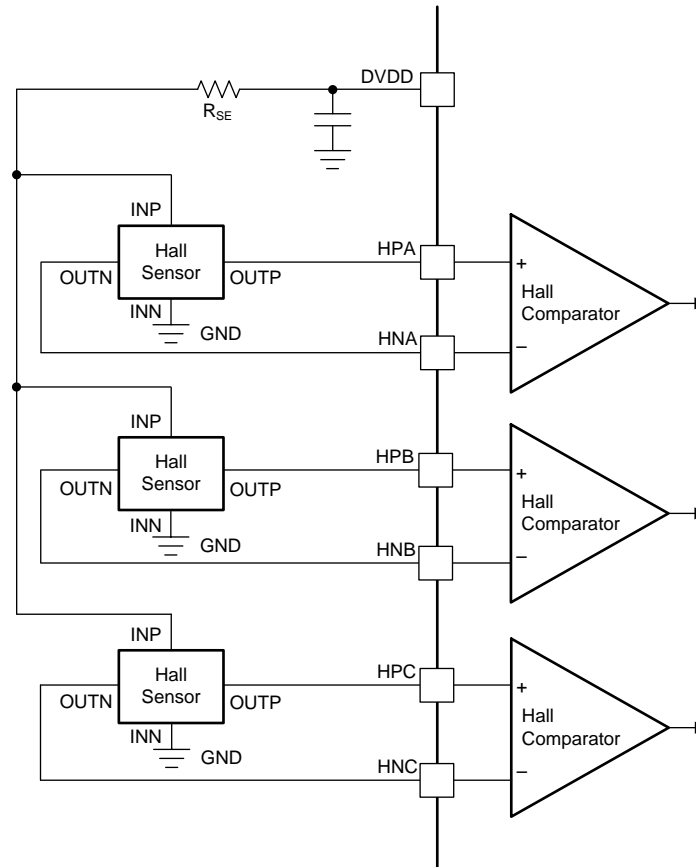 DVDD
RSE
INP
Hall
Sensor
OUTN
OUTP
INN
GND
HPA
HNA
+
Hall
Comparator
–
INP
Hall
Sensor
OUTN
OUTP
INN
GND
HPB
HNB
+
Hall
Comparator
–
INP
Hall
Sensor
OUTN
OUTP
INN
GND
HPC
HNC
+
Hall
Comparator
–